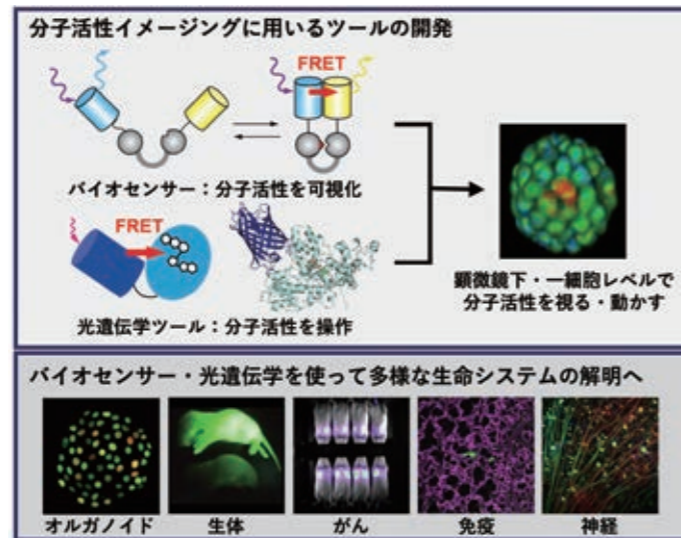 分子活性イメージングに用いるツールの開発
FRET
バイオセンサー：分子活性を可視化
FRET
光遺伝学ツール：分子活性を操作
顕微鏡下・一細胞レベルで
分子活性を視る・動かす
バイオセンサー・光遺伝学を使って多様な生命システムの解明へ
オルガノイド
生体
がん
免疫
神経